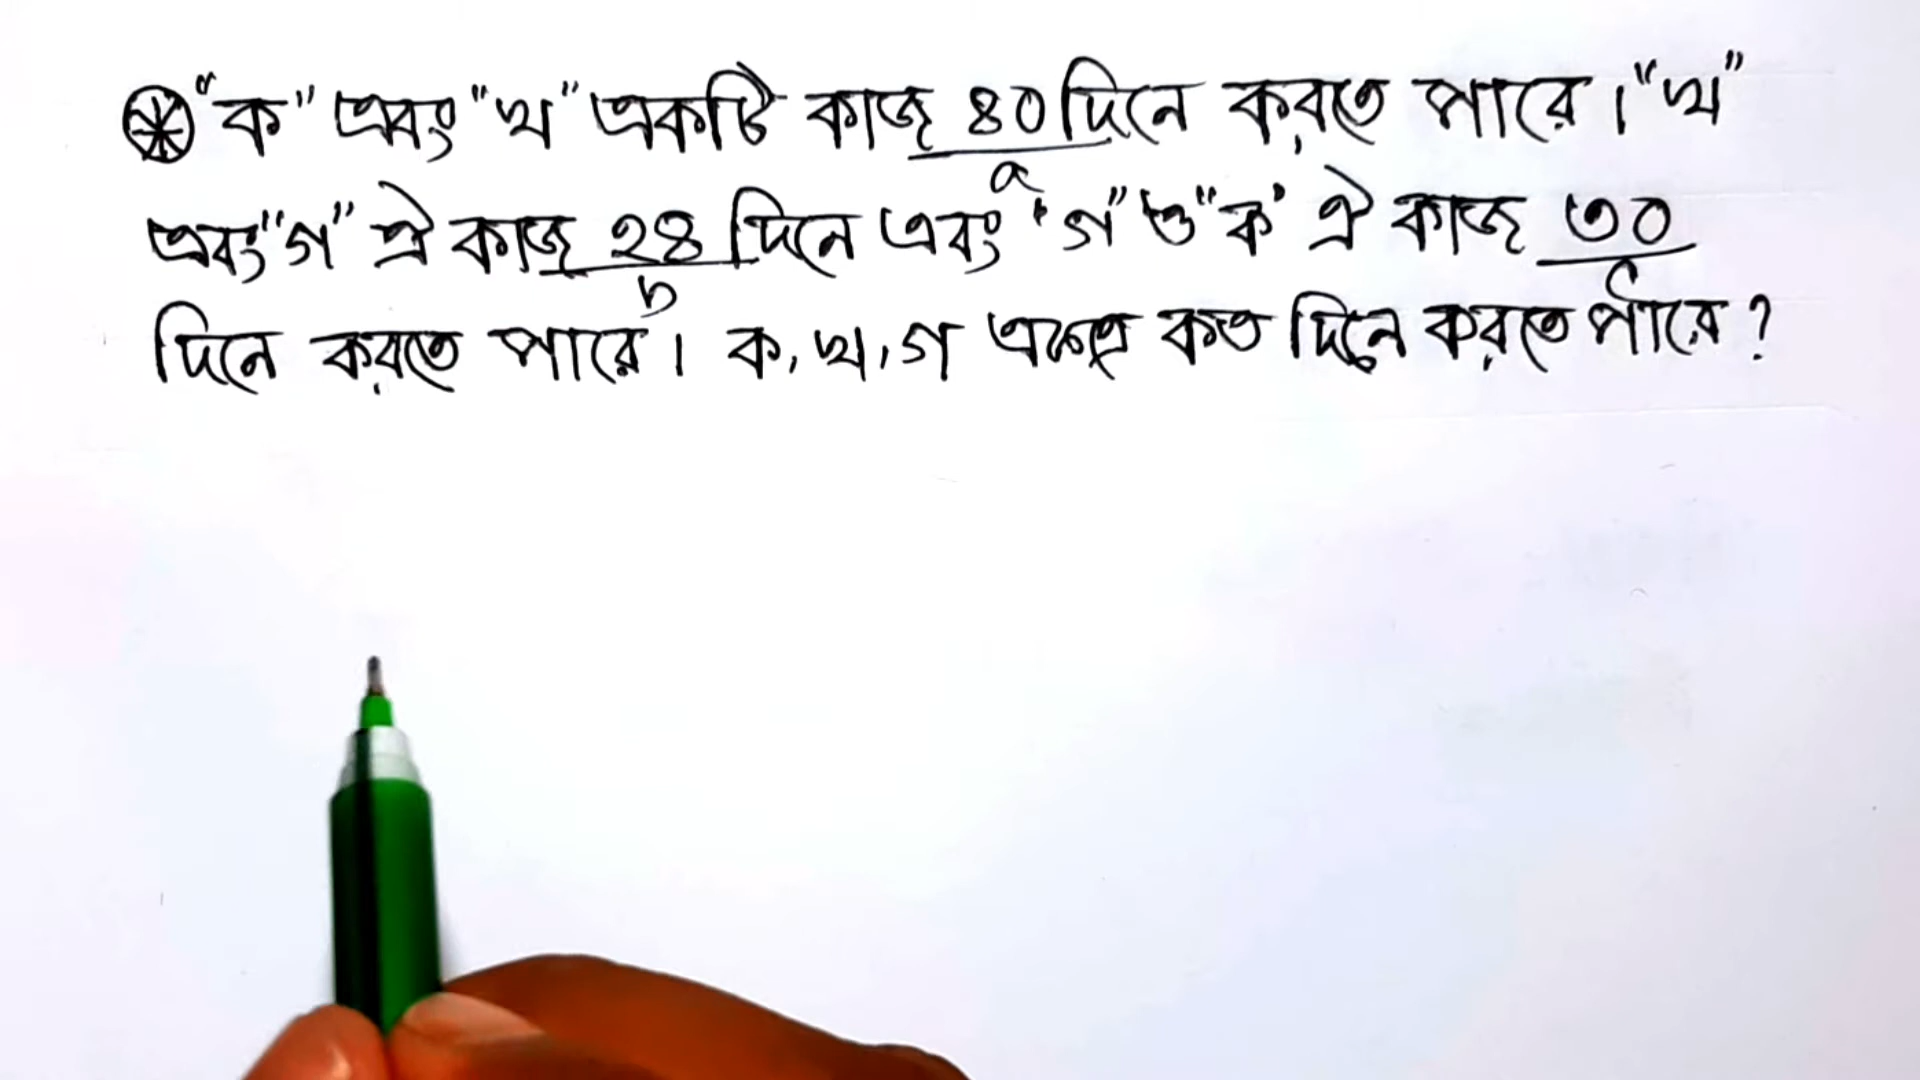 "ক" এবং "খ" একটি কাজ ৪০ দিনে করতে পারে। "খ"
a
এবং "গ" ঐ কাজ ২৪ দিনে এবং "গ" ও "ক" ঐ কাজ ৩০
b c
দিনে করতে পারে। ক, খ, গ একত্রে কত দিনে করতে পারে?